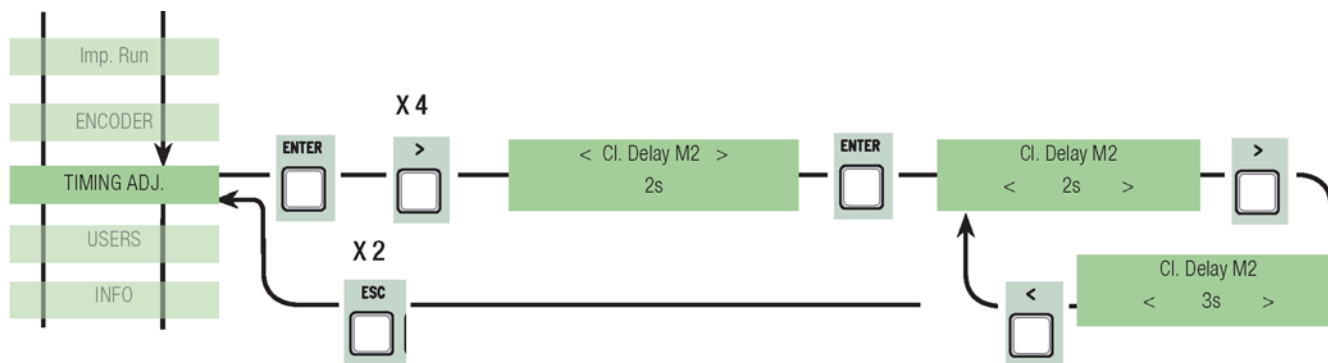 Imp. Run
ENCODER
TIMING ADJ.
USERS
INFO
ENTER
X 4
>
< Cl. Delay M2 >
2s
ENTER
Cl. Delay M2
< 2s >
>
X 2
ESC
<
Cl. Delay M2
< 3s >